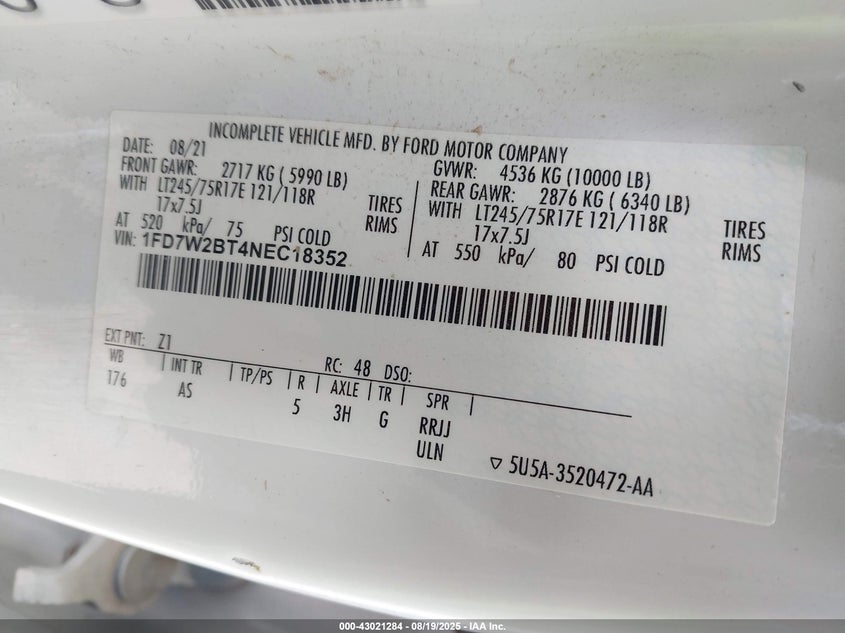 INCOMPLETE VEHICLE MFD. BY FORD MOTOR COMPANY
DATE: 08/21 GVWR: 4536 KG (10000 LB)
FRONT GAWR: 2717 KG ( 5990 LB) REAR GAWR: 2876 KG ( 6340 LB)
WITH LT245/75R17E 121/118R TIRES WITH LT245/75R17E 121/118R TIRES
17x7.5J RIMS 17x7.5J RIMS
AT 520 kPa/ 75 PSI COLD AT 550 kPa/ 80 PSI COLD
VIN: 1FD7W2BT4NEC18352
EXT PNT: Z1 RC: 48 DSO:
WB | INT TR | TP/PS | R | AXLE | TR | SPR |
176 AS 5 3H G RRJJ
ULN
▽ 5U5A-3520472-AA
000-43021284 - 08/19/2025 - IAA Inc.